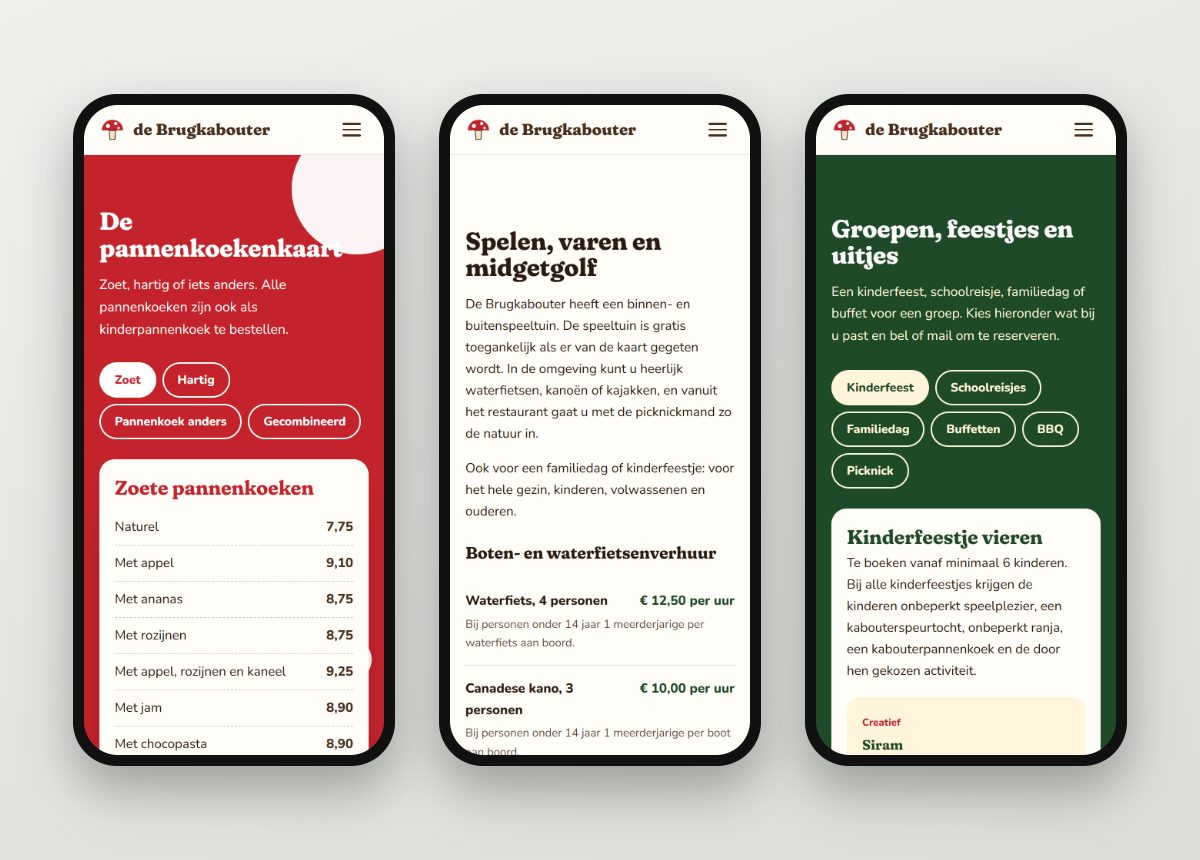 de Brugkabouter
De
pannenkoekenkaart
Zoet, hartig of iets anders. Alle
pannenkoeken zijn ook als
kinderpannenkoek te bestellen.
Zoet
Hartig
Pannenkoek anders
Gecombineerd
Zoete pannenkoeken
Naturel 7,75
Met appel 9,10
Met ananas 8,75
Met rozijnen 8,75
Met appel, rozijnen en kaneel 9,25
Met jam 8,90
Met chocopasta 8,90
de Brugkabouter
Spelen, varen en
midgetgolf
De Brugkabouter heeft een binnen- en
buitenspeeltuin. De speeltuin is gratis
toegankelijk als er van de kaart gegeten
wordt. In de omgeving kunt u heerlijk
waterfietsen, kanoën of kajakken, en vanuit
het restaurant gaat u met de picknickmand zo
de natuur in.
Ook voor een familiedag of kinderfeestje: voor
het hele gezin, kinderen, volwassenen en
ouderen.
Boten- en waterfietsenverhuur
Waterfiets, 4 personen € 12,50 per uur
Bij personen onder 14 jaar 1 meerderjarige per
waterfiets aan boord.
Canadese kano, 3 € 10,00 per uur
personen
Bij personen onder 14 jaar 1 meerderjarige per boot
aan boord.
de Brugkabouter
Groepen, feestjes en
uitjes
Een kinderfeest, schoolreisje, familiedag of
buffet voor een groep. Kies hieronder wat bij
u past en bel of mail om te reserveren.
Kinderfeest
Schoolreisjes
Familiedag
Buffetten
BBQ
Picknick
Kinderfeestje vieren
Te boeken vanaf minimaal 6 kinderen.
Bij alle kinderfeestjes krijgen de
kinderen onbeperkt speelplezier, een
kabouterspeurtocht, onbeperkt ranja,
een kabouterpannenkoek en de door
hen gekozen activiteit.
Creatief
Siram